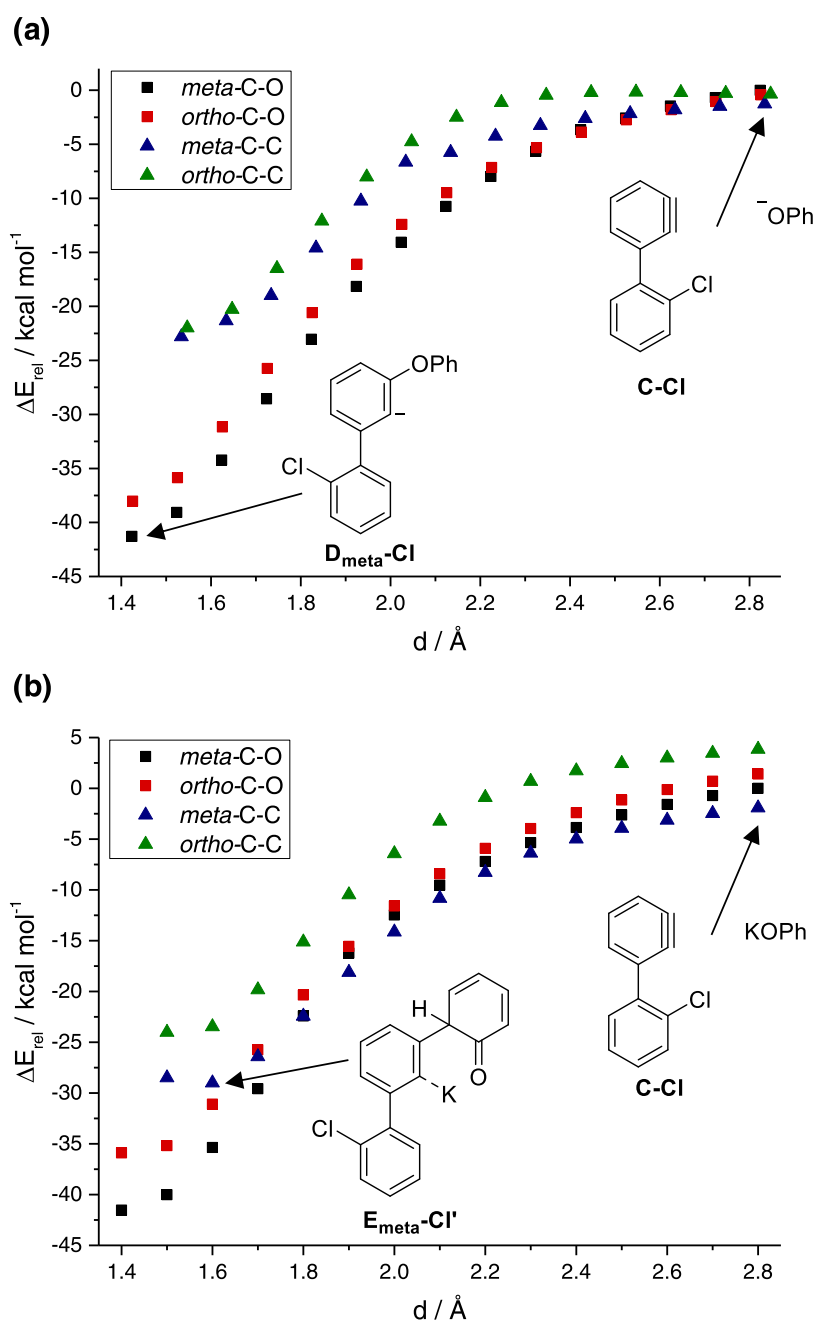 (a)
meta-C-O
ortho-C-O
meta-C-C
ortho-C-C
0
-5
-10
-15
-20
-25
-30
-35
-40
-45
ΔE_rel / kcal mol⁻¹
⁻OPh
Cl
C-Cl
OPh
−
Cl
D_meta-Cl
1.4 1.6 1.8 2.0 2.2 2.4 2.6 2.8
d / Å
(b)
meta-C-O
ortho-C-O
meta-C-C
ortho-C-C
5
0
-5
-10
-15
-20
-25
-30
-35
-40
-45
ΔE_rel / kcal mol⁻¹
KOPh
Cl
C-Cl
H
O
K
Cl
E_meta-Cl'
1.4 1.6 1.8 2.0 2.2 2.4 2.6 2.8
d / Å